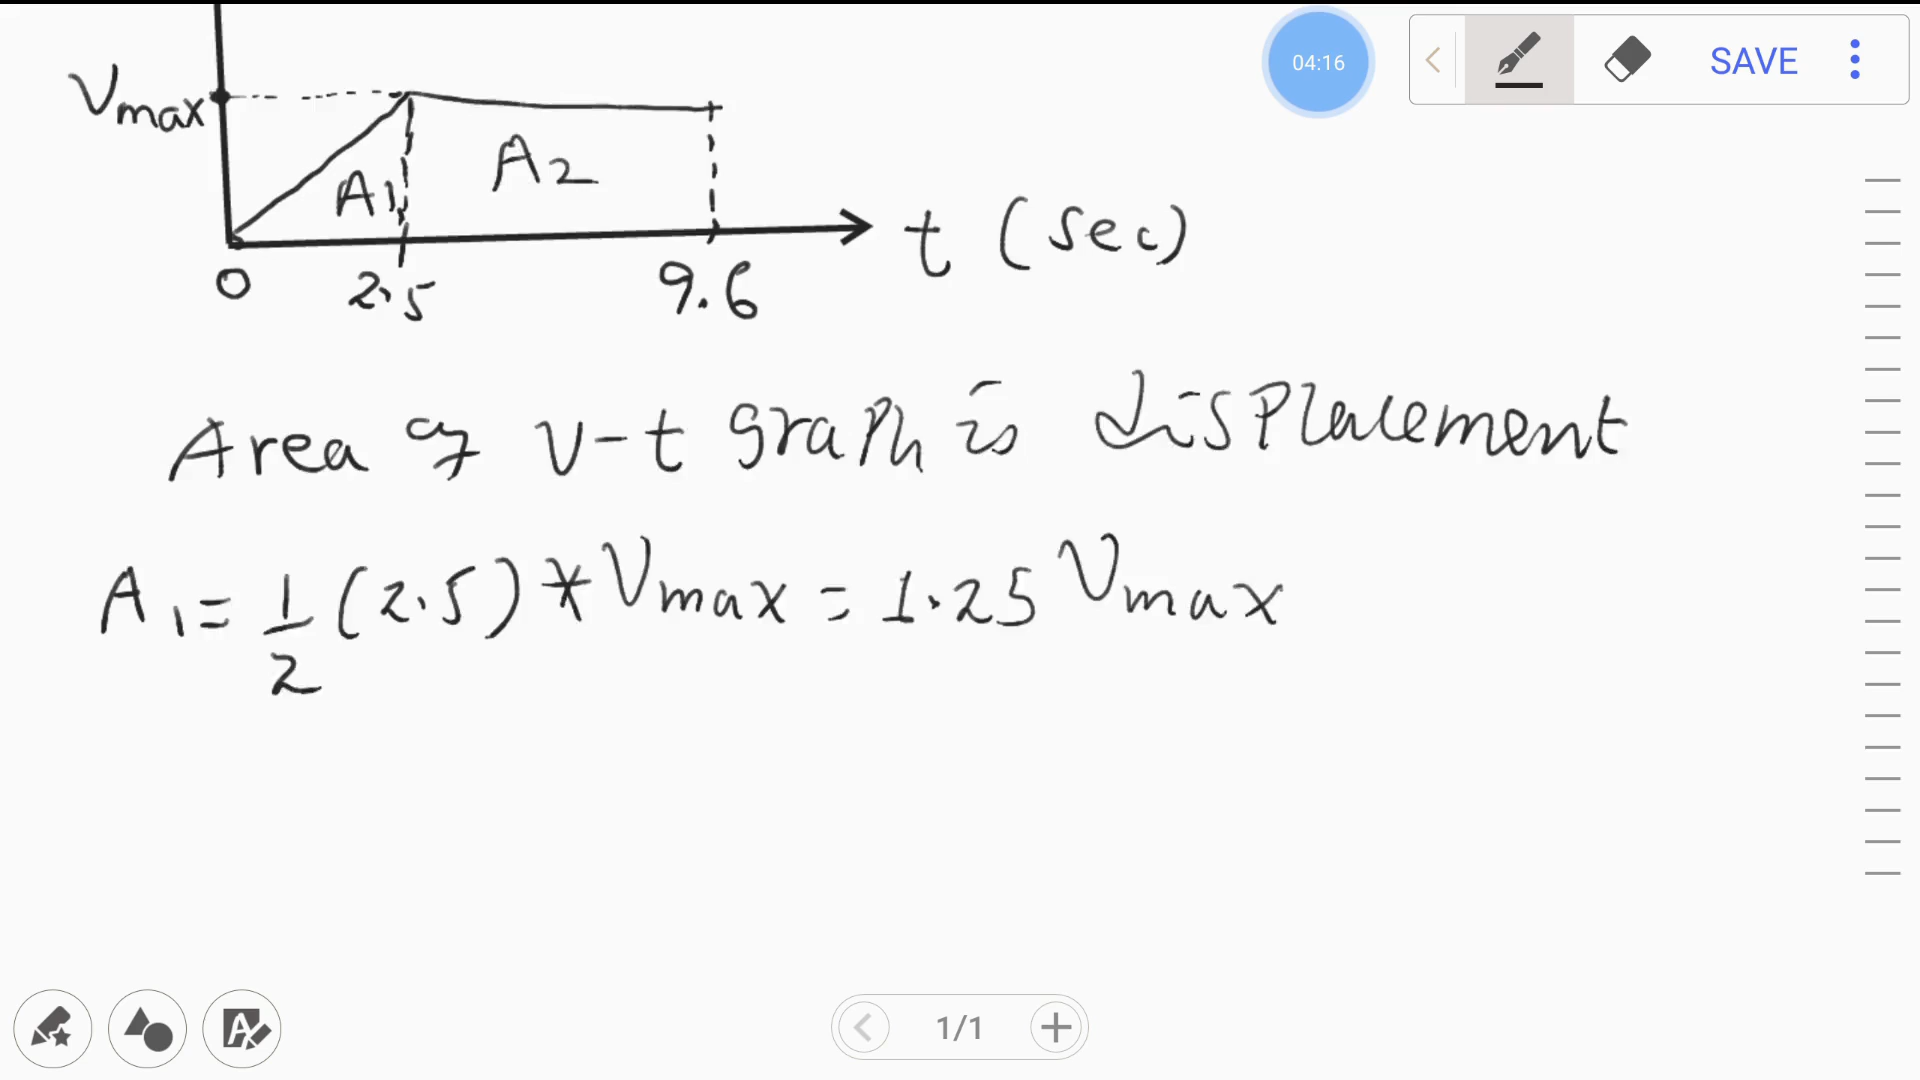 04:16
SAVE
Vmax
A1
A2
t (sec)
0
2.5
9.6
Area of v-t graph is displacement
A1 = 1/2 (2.5) * Vmax = 1.25 Vmax
1/1